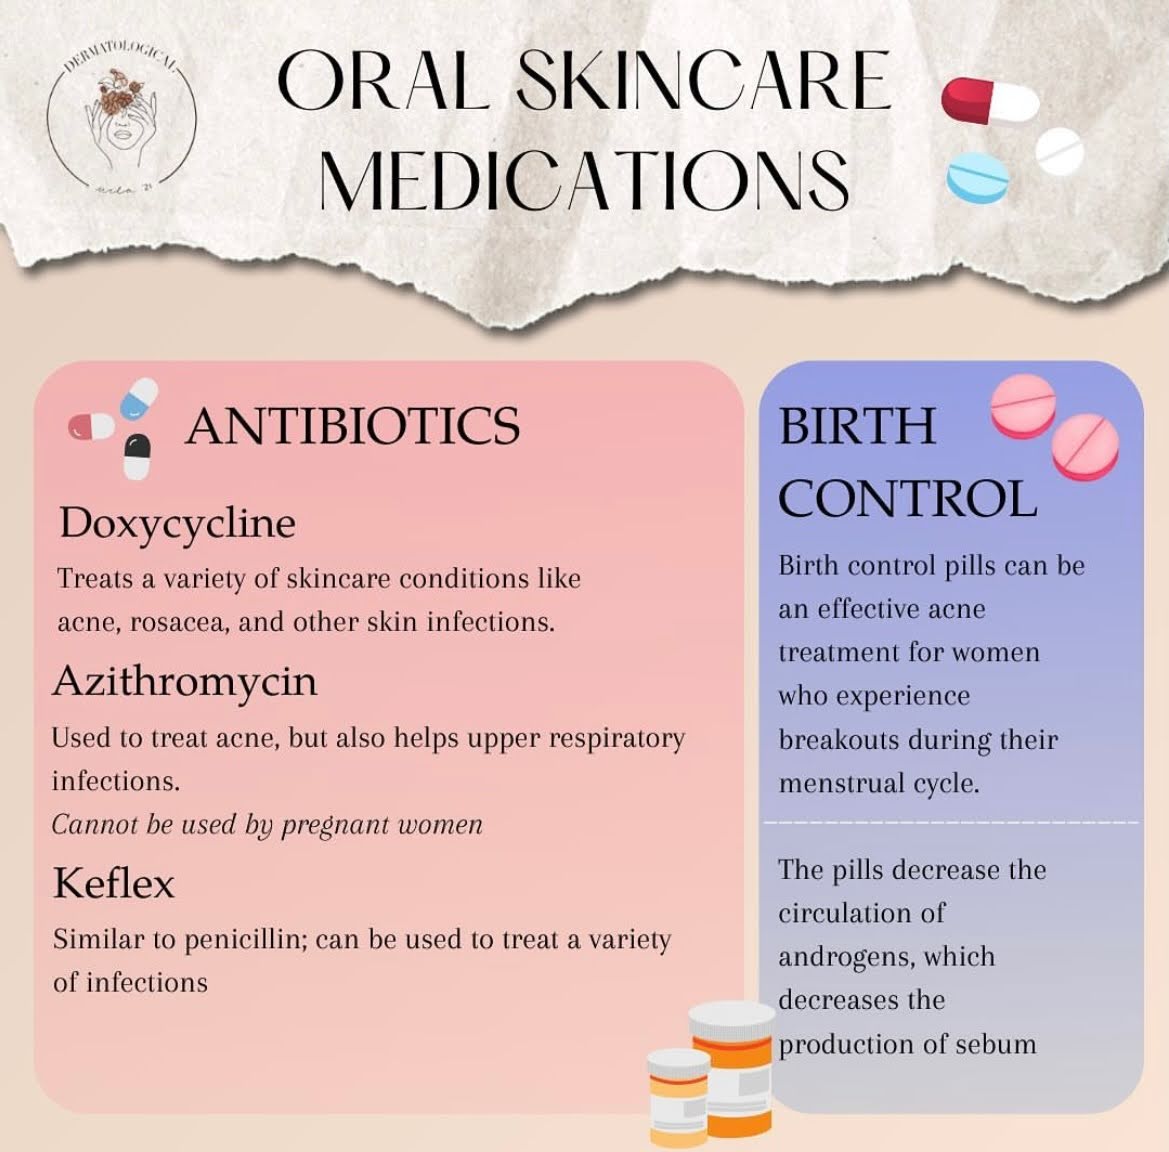 DERMATOLOGICAL
ucla 21
ORAL SKINCARE
MEDICATIONS
ANTIBIOTICS
Doxycycline
Treats a variety of skincare conditions like
acne, rosacea, and other skin infections.
Azithromycin
Used to treat acne, but also helps upper respiratory
infections.
Cannot be used by pregnant women
Keflex
Similar to penicillin; can be used to treat a variety
of infections
BIRTH
CONTROL
Birth control pills can be
an effective acne
treatment for women
who experience
breakouts during their
menstrual cycle.
The pills decrease the
circulation of
androgens, which
decreases the
production of sebum